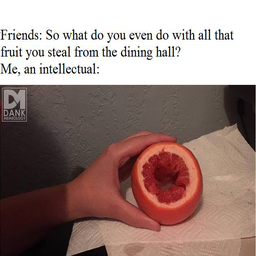 Friends: So what do you even do with all that
fruit you steal from the dining hall?
Me, an intellectual:
DM
DANK
MEMEOLOGY